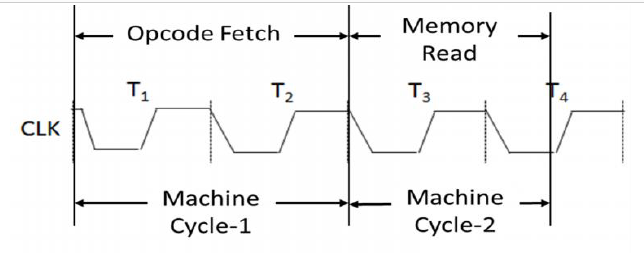 Opcode Fetch
Memory
Read
T1
T2
T3
T4
CLK
Machine
Cycle-1
Machine
Cycle-2